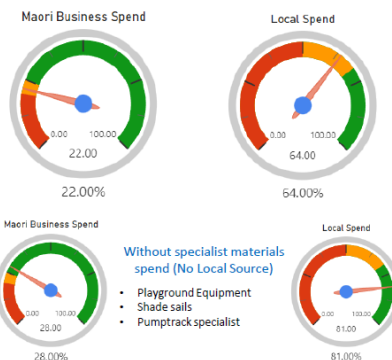 Maori Business Spend
Local Spend
0.00
100.00
22.00
22.00%
0.00
100.00
64.00
64.00%
Maori Business Spend
0.00
100.00
28.00
28.00%
Without specialist materials
spend (No Local Source)
• Playground Equipment
• Shade sails
• Pumptrack specialist
Local Spend
0.00
100.00
81.00
81.00%